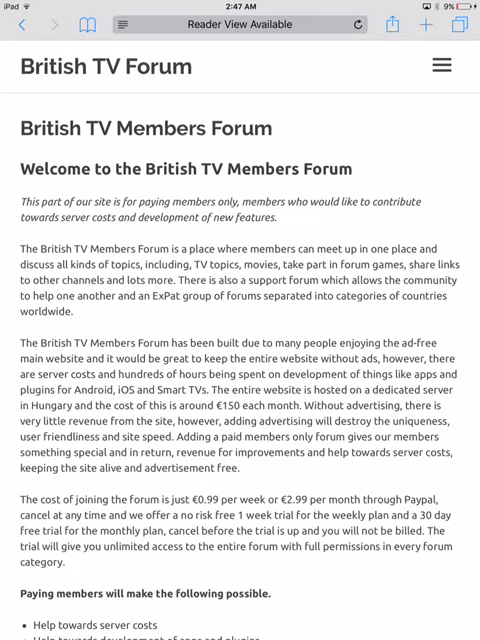 iPad 2:47 AM 9%
Reader View Available
British TV Forum
British TV Members Forum
Welcome to the British TV Members Forum
This part of our site is for paying members only, members who would like to contribute
towards server costs and development of new features.
The British TV Members Forum is a place where members can meet up in one place and
discuss all kinds of topics, including, TV topics, movies, take part in forum games, share links
to other channels and lots more. There is also a support forum which allows the community
to help one another and an ExPat group of forums separated into categories of countries
worldwide.
The British TV Members Forum has been built due to many people enjoying the ad-free
main website and it would be great to keep the entire website without ads, however, there
are server costs and hundreds of hours being spent on development of things like apps and
plugins for Android, iOS and Smart TVs. The entire website is hosted on a dedicated server
in Hungary and the cost of this is around €150 each month. Without advertising, there is
very little revenue from the site, however, adding advertising will destroy the uniqueness,
user friendliness and site speed. Adding a paid members only forum gives our members
something special and in return, revenue for improvements and help towards server costs,
keeping the site alive and advertisement free.
The cost of joining the forum is just €0.99 per week or €2.99 per month through Paypal,
cancel at any time and we offer a no risk free 1 week trial for the weekly plan and a 30 day
free trial for the monthly plan, cancel before the trial is up and you will not be billed. The
trial will give you unlimited access to the entire forum with full permissions in every forum
category.
Paying members will make the following possible.
• Help towards server costs
• Help towards development of apps and plugins